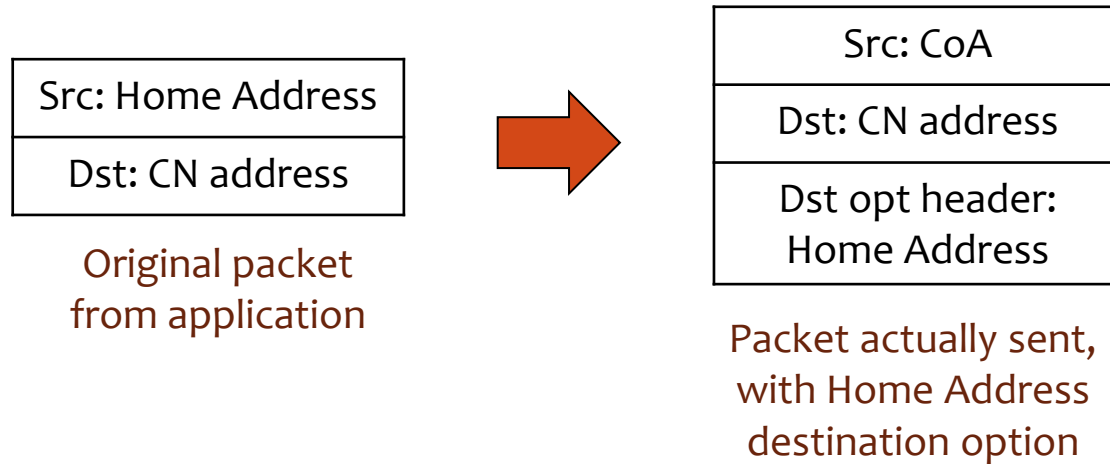 Src: Home Address
Dst: CN address
Original packet
from application
Src: CoA
Dst: CN address
Dst opt header:
Home Address
Packet actually sent,
with Home Address
destination option